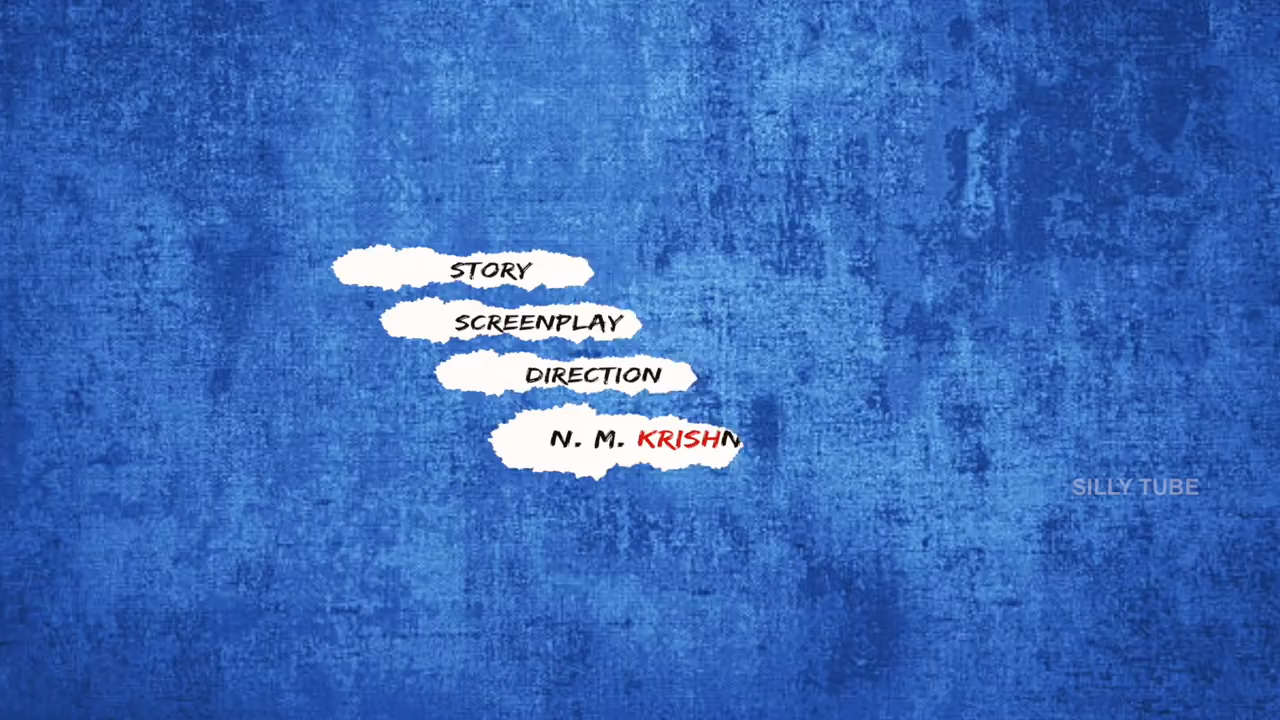 STORY
SCREENPLAY
DIRECTION
N. M. KRISHN
SILLY TUBE